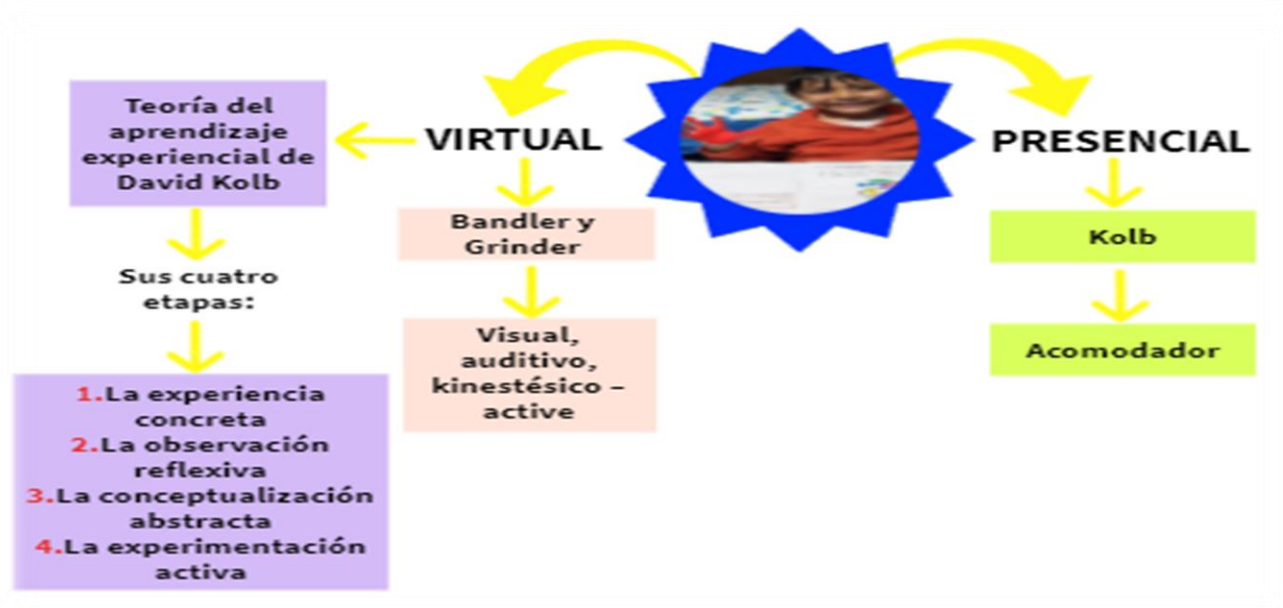 Teoría del
aprendizaje
experiencial de
David Kolb
Sus cuatro
etapas:
1.La experiencia
concreta
2.La observación
reflexiva
3.La conceptualización
abstracta
4.La experimentación
activa
VIRTUAL
Bandler y
Grinder
Visual,
auditivo,
kinestésico –
active
PRESENCIAL
Kolb
Acomodador